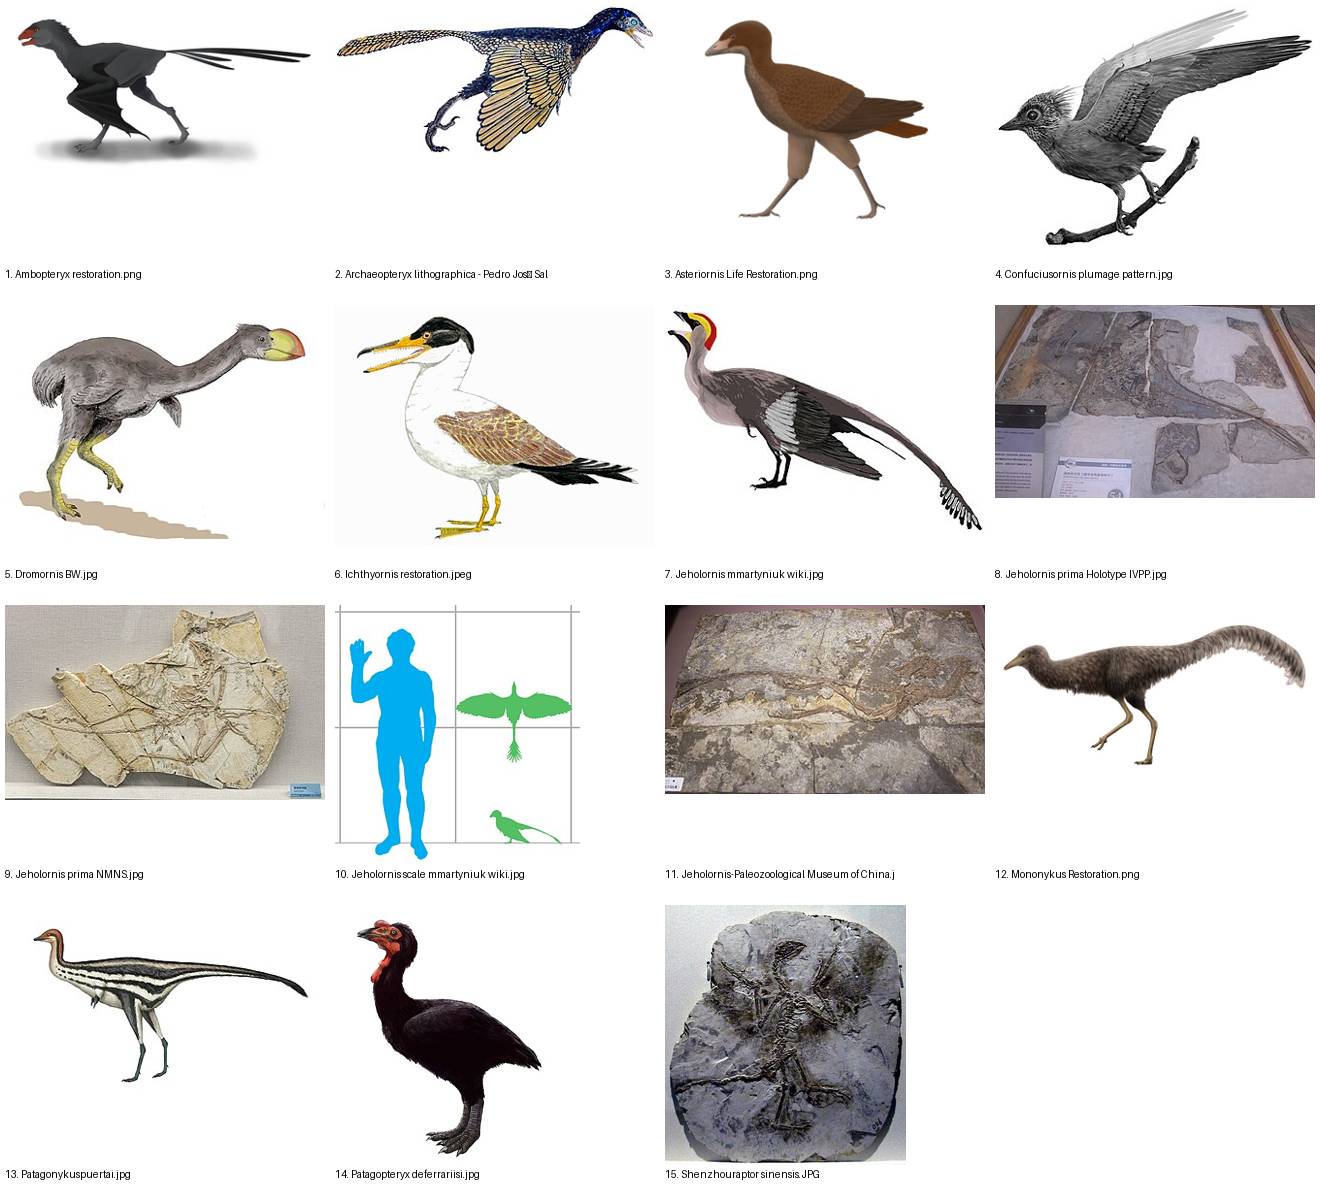 1. Ambopteryx restoration.png
2. Archaeopteryx lithographica - Pedro Jos Sal
3. Asteriornis Life Restoration.png
4. Confuciusornis plumage pattern.jpg
5. Dromornis BW.jpg
6. Ichthyornis restoration.jpeg
7. Jeholornis mmartyniuk wiki.jpg
8. Jeholornis prima Holotype IVPP.jpg
9. Jeholornis prima NMNS.jpg
10. Jeholornis scale mmartyniuk wiki.jpg
11. Jeholornis-Paleozoological Museum of China.j
12. Mononykus Restoration.png
13. Patagonykus puertai.jpg
14. Patagopteryx deferrariisi.jpg
15. Shenzhouraptor sinensis.JPG